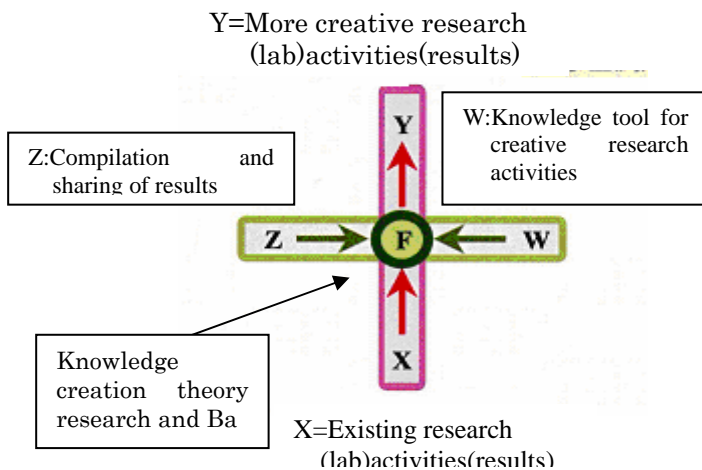 Y=More creative research
(lab)activities(results)
Y
W:Knowledge tool for
creative research
activities
Z:Compilation and
sharing of results
Z
F
W
X
Knowledge
creation theory
research and Ba
X=Existing research
(lab)activities(results)